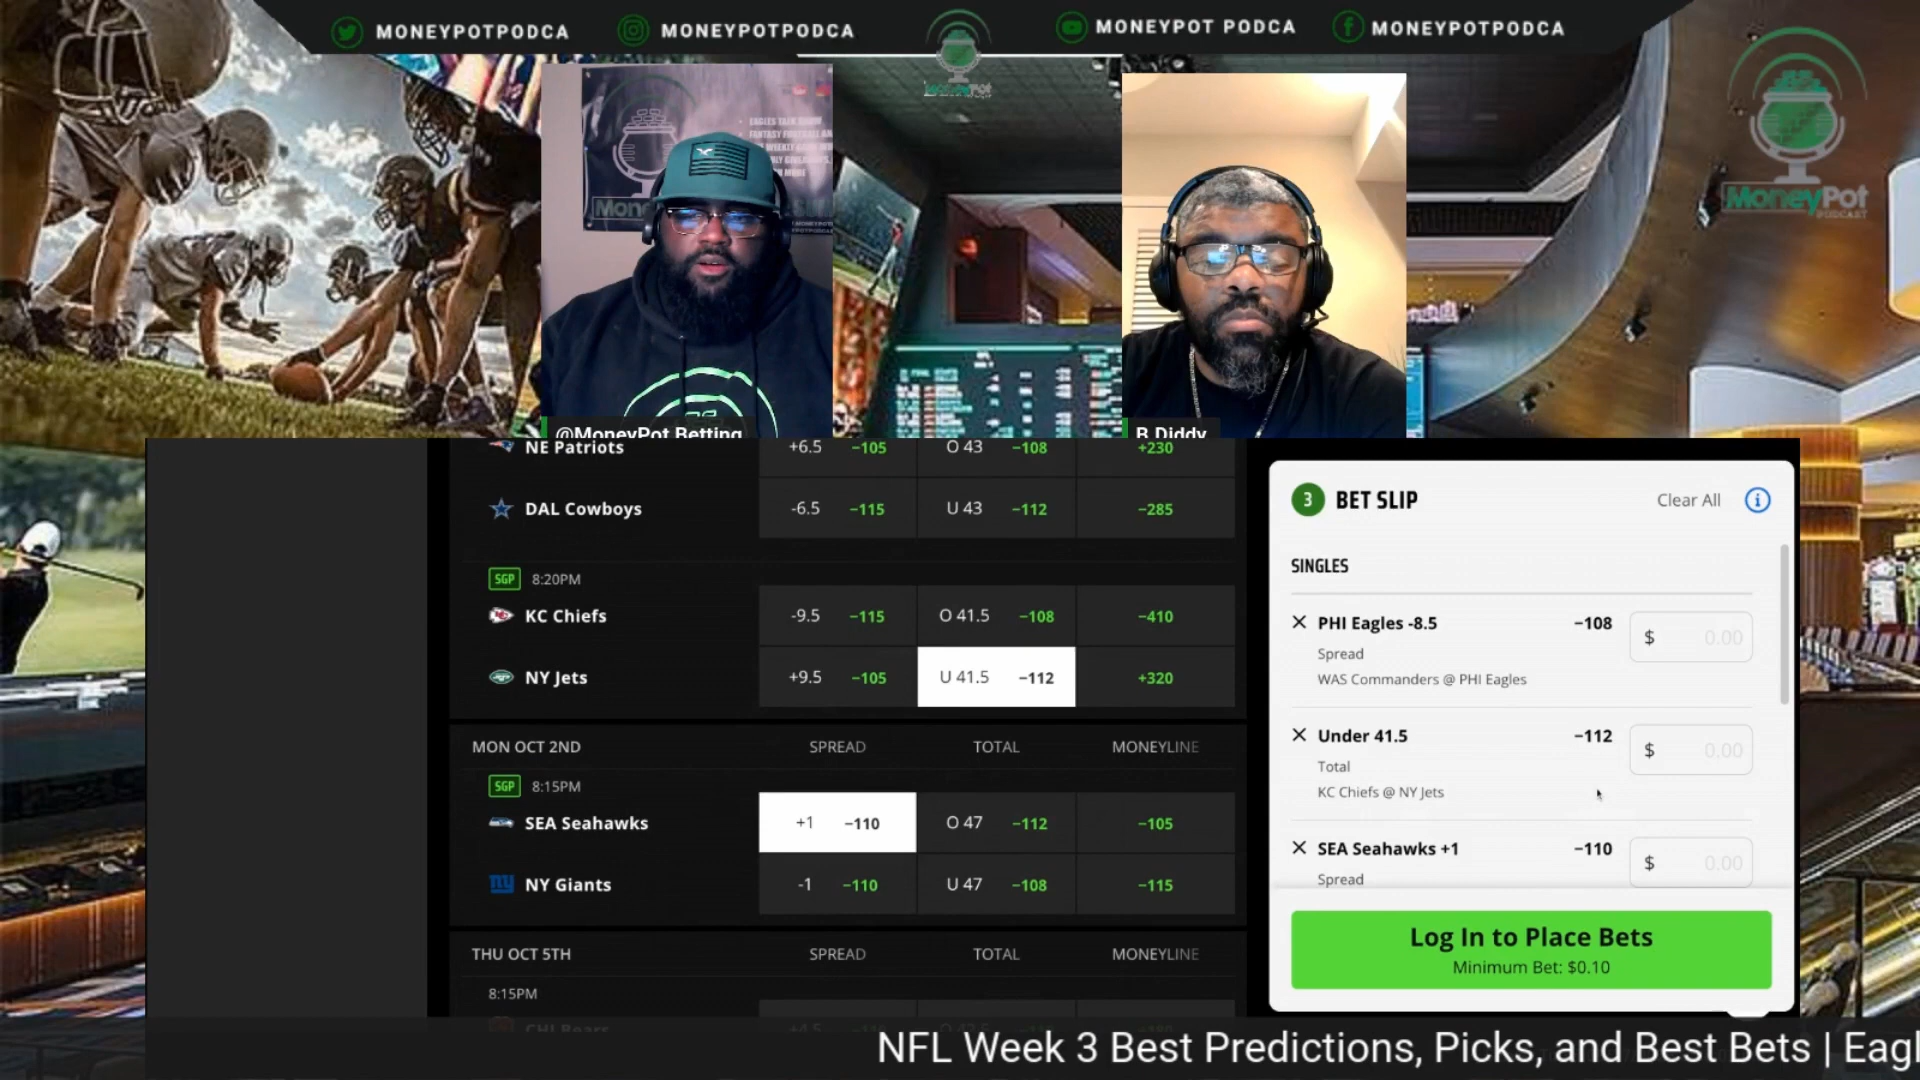 MONEYPOTPODCA
MONEYPOTPODCA
MONEYPOT PODCA
MONEYPOTPODCA
MoneyPot
MoneyPot
PODCAST
@MoneyPot Betting
B Diddy
NE Patriots +6.5 −105 O 43 −108 +230
DAL Cowboys -6.5 −115 U 43 −112 −285
SGP 8:20PM
KC Chiefs -9.5 −115 O 41.5 −108 −410
NY Jets +9.5 −105 U 41.5 −112 +320
MON OCT 2ND SPREAD TOTAL MONEYLINE
SGP 8:15PM
SEA Seahawks +1 −110 O 47 −112 −105
NY Giants -1 −110 U 47 −108 −115
THU OCT 5TH SPREAD TOTAL MONEYLINE
8:15PM
CHI Bears
3 BET SLIP Clear All
SINGLES
PHI Eagles -8.5 −108 $ 0.00
Spread
WAS Commanders @ PHI Eagles
Under 41.5 −112 $ 0.00
Total
KC Chiefs @ NY Jets
SEA Seahawks +1 −110 $ 0.00
Spread
Log In to Place Bets
Minimum Bet: $0.10
NFL Week 3 Best Predictions, Picks, and Best Bets | Eagl